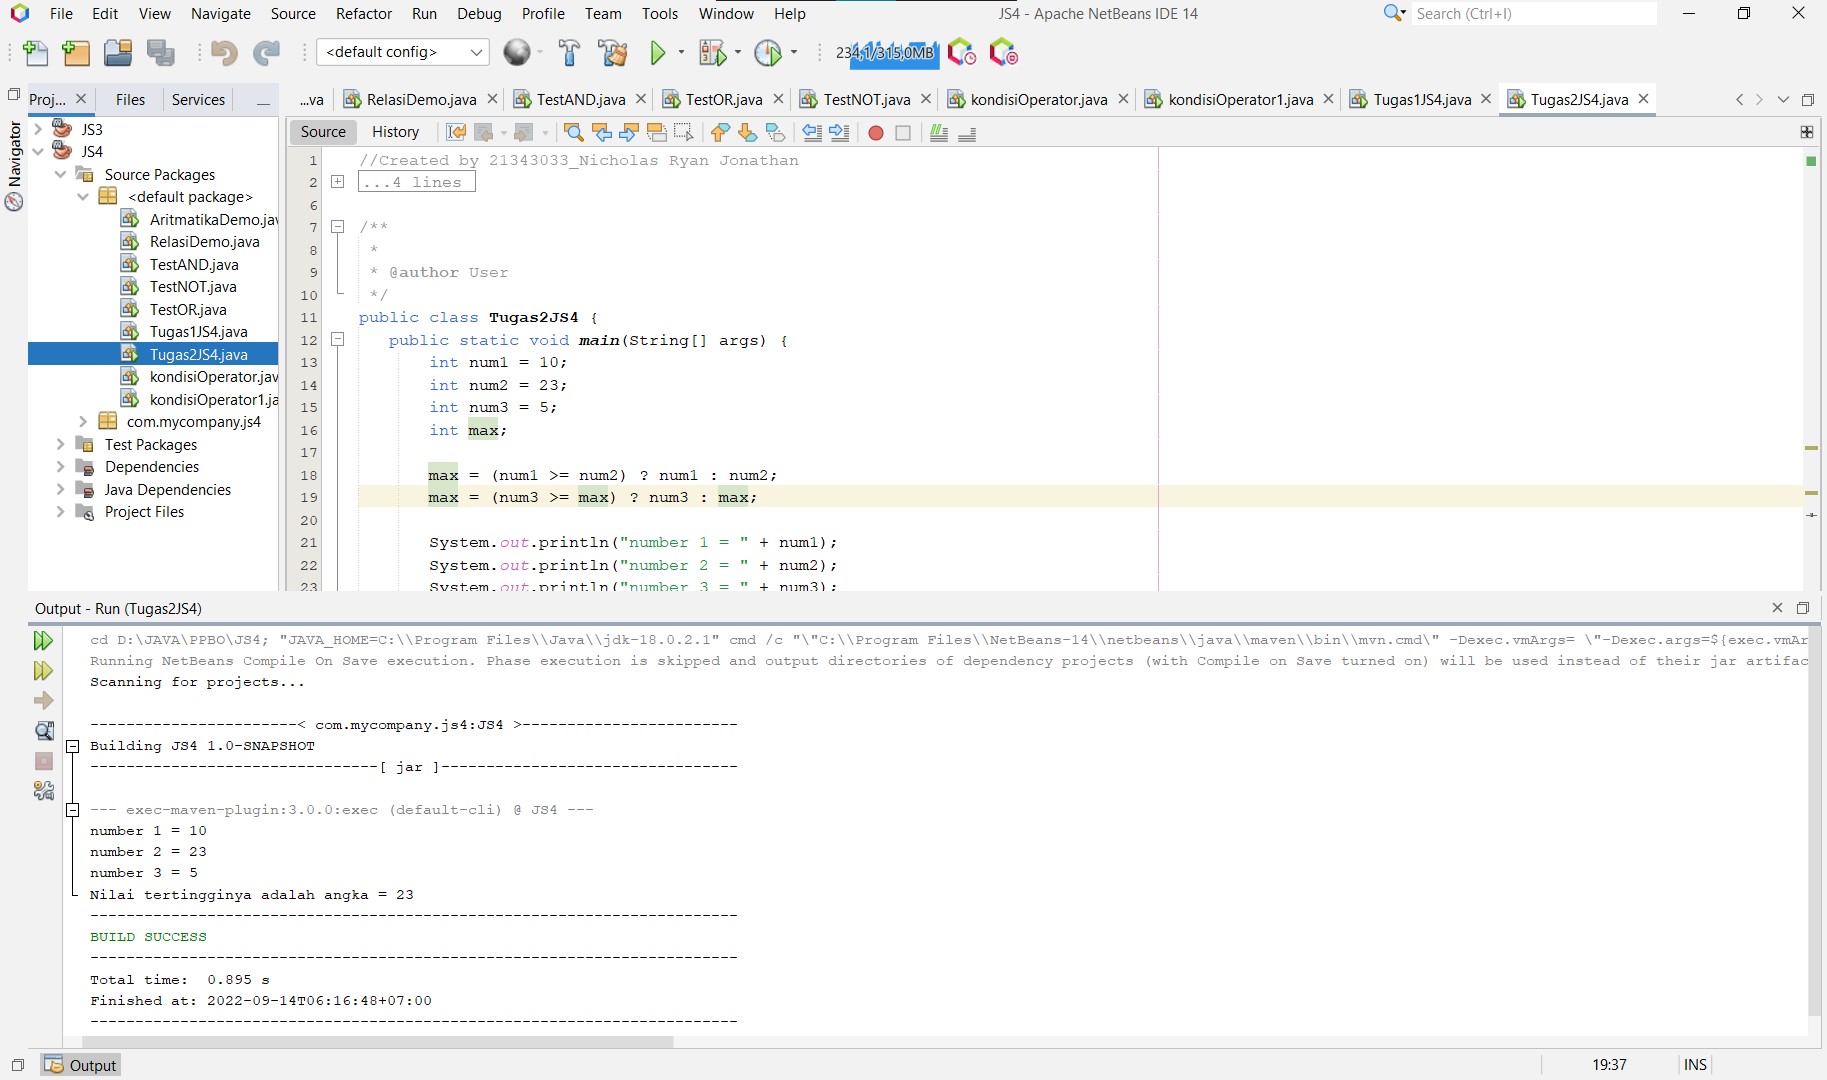 File Edit View Navigate Source Refactor Run Debug Profile Team Tools Window Help JS4 - Apache NetBeans IDE 14 Search (Ctrl+I)
<default config> 234,1/315,0MB
Proj... Files Services
...va RelasiDemo.java TestAND.java TestOR.java TestNOT.java kondisiOperator.java kondisiOperator1.java Tugas1JS4.java Tugas2JS4.java
Navigator
JS3
JS4
Source Packages
<default package>
AritmatikaDemo.jav
RelasiDemo.java
TestAND.java
TestNOT.java
TestOR.java
Tugas1JS4.java
Tugas2JS4.java
kondisiOperator.jav
kondisiOperator1.ja
com.mycompany.js4
Test Packages
Dependencies
Java Dependencies
Project Files
Source History
1 //Created by 21343033_Nicholas Ryan Jonathan
2 ...4 lines
6
7 /**
8 *
9 * @author User
10 */
11 public class Tugas2JS4 {
12 public static void main(String[] args) {
13 int num1 = 10;
14 int num2 = 23;
15 int num3 = 5;
16 int max;
17
18 max = (num1 >= num2) ? num1 : num2;
19 max = (num3 >= max) ? num3 : max;
20
21 System.out.println("number 1 = " + num1);
22 System.out.println("number 2 = " + num2);
23 System.out.println("number 3 = " + num3);
Output - Run (Tugas2JS4)
cd D:\JAVA\PPBO\JS4; "JAVA_HOME=C:\\Program Files\\Java\\jdk-18.0.2.1" cmd /c "\"C:\\Program Files\\NetBeans-14\\netbeans\\java\\maven\\bin\\mvn.cmd\" -Dexec.vmArgs= \"-Dexec.args=${exec.vmAr
Running NetBeans Compile On Save execution. Phase execution is skipped and output directories of dependency projects (with Compile on Save turned on) will be used instead of their jar artifac
Scanning for projects...
-----------------------< com.mycompany.js4:JS4 >------------------------
Building JS4 1.0-SNAPSHOT
--------------------------------[ jar ]---------------------------------
--- exec-maven-plugin:3.0.0:exec (default-cli) @ JS4 ---
number 1 = 10
number 2 = 23
number 3 = 5
Nilai tertingginya adalah angka = 23
------------------------------------------------------------------------
BUILD SUCCESS
------------------------------------------------------------------------
Total time:  0.895 s
Finished at: 2022-09-14T06:16:48+07:00
------------------------------------------------------------------------
Output 19:37 INS